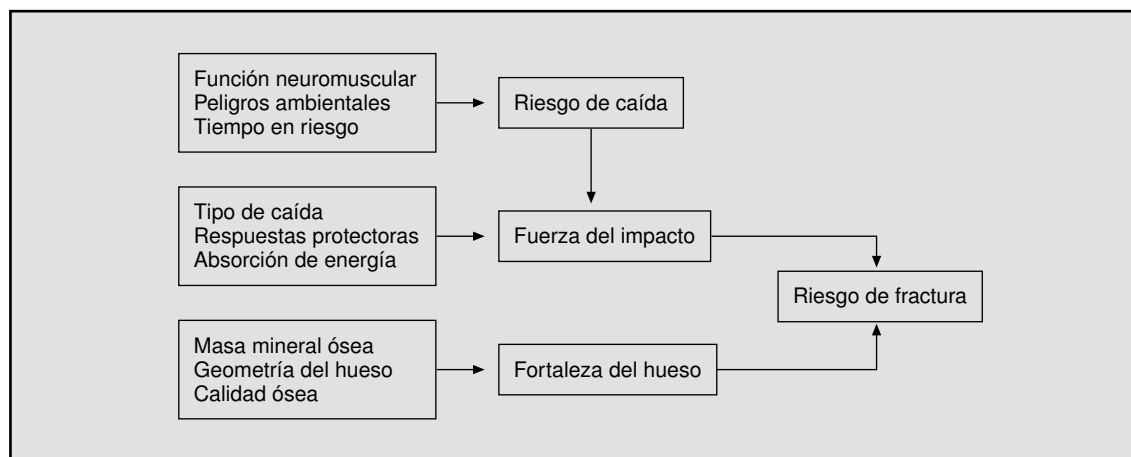 Función neuromuscular
Peligros ambientales
Tiempo en riesgo
Riesgo de caída
Tipo de caída
Respuestas protectoras
Absorción de energía
Fuerza del impacto
Riesgo de fractura
Masa mineral ósea
Geometría del hueso
Calidad ósea
Fortaleza del hueso